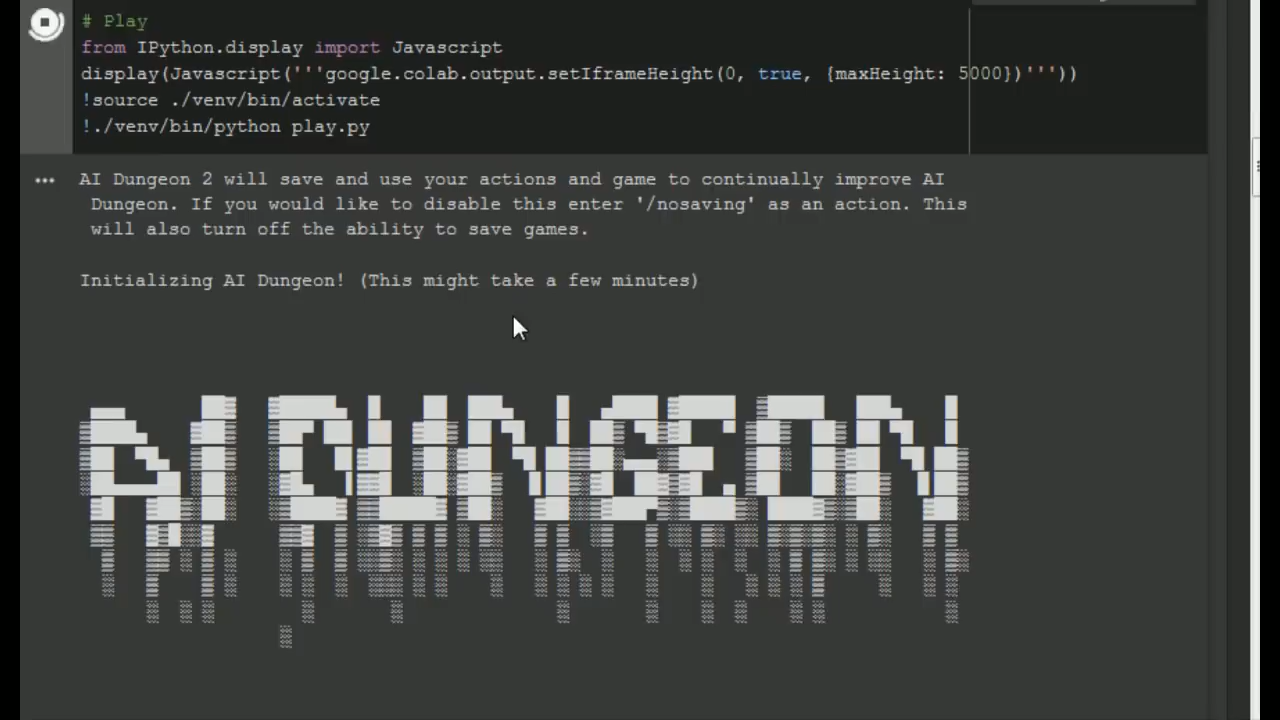 # Play
from IPython.display import Javascript
display(Javascript('''google.colab.output.setIframeHeight(0, true, {maxHeight: 5000})'''))
!source ./venv/bin/activate
!./venv/bin/python play.py
AI Dungeon 2 will save and use your actions and game to continually improve AI
Dungeon. If you would like to disable this enter '/nosaving' as an action. This
will also turn off the ability to save games.
Initializing AI Dungeon! (This might take a few minutes)
AI DUNGEON